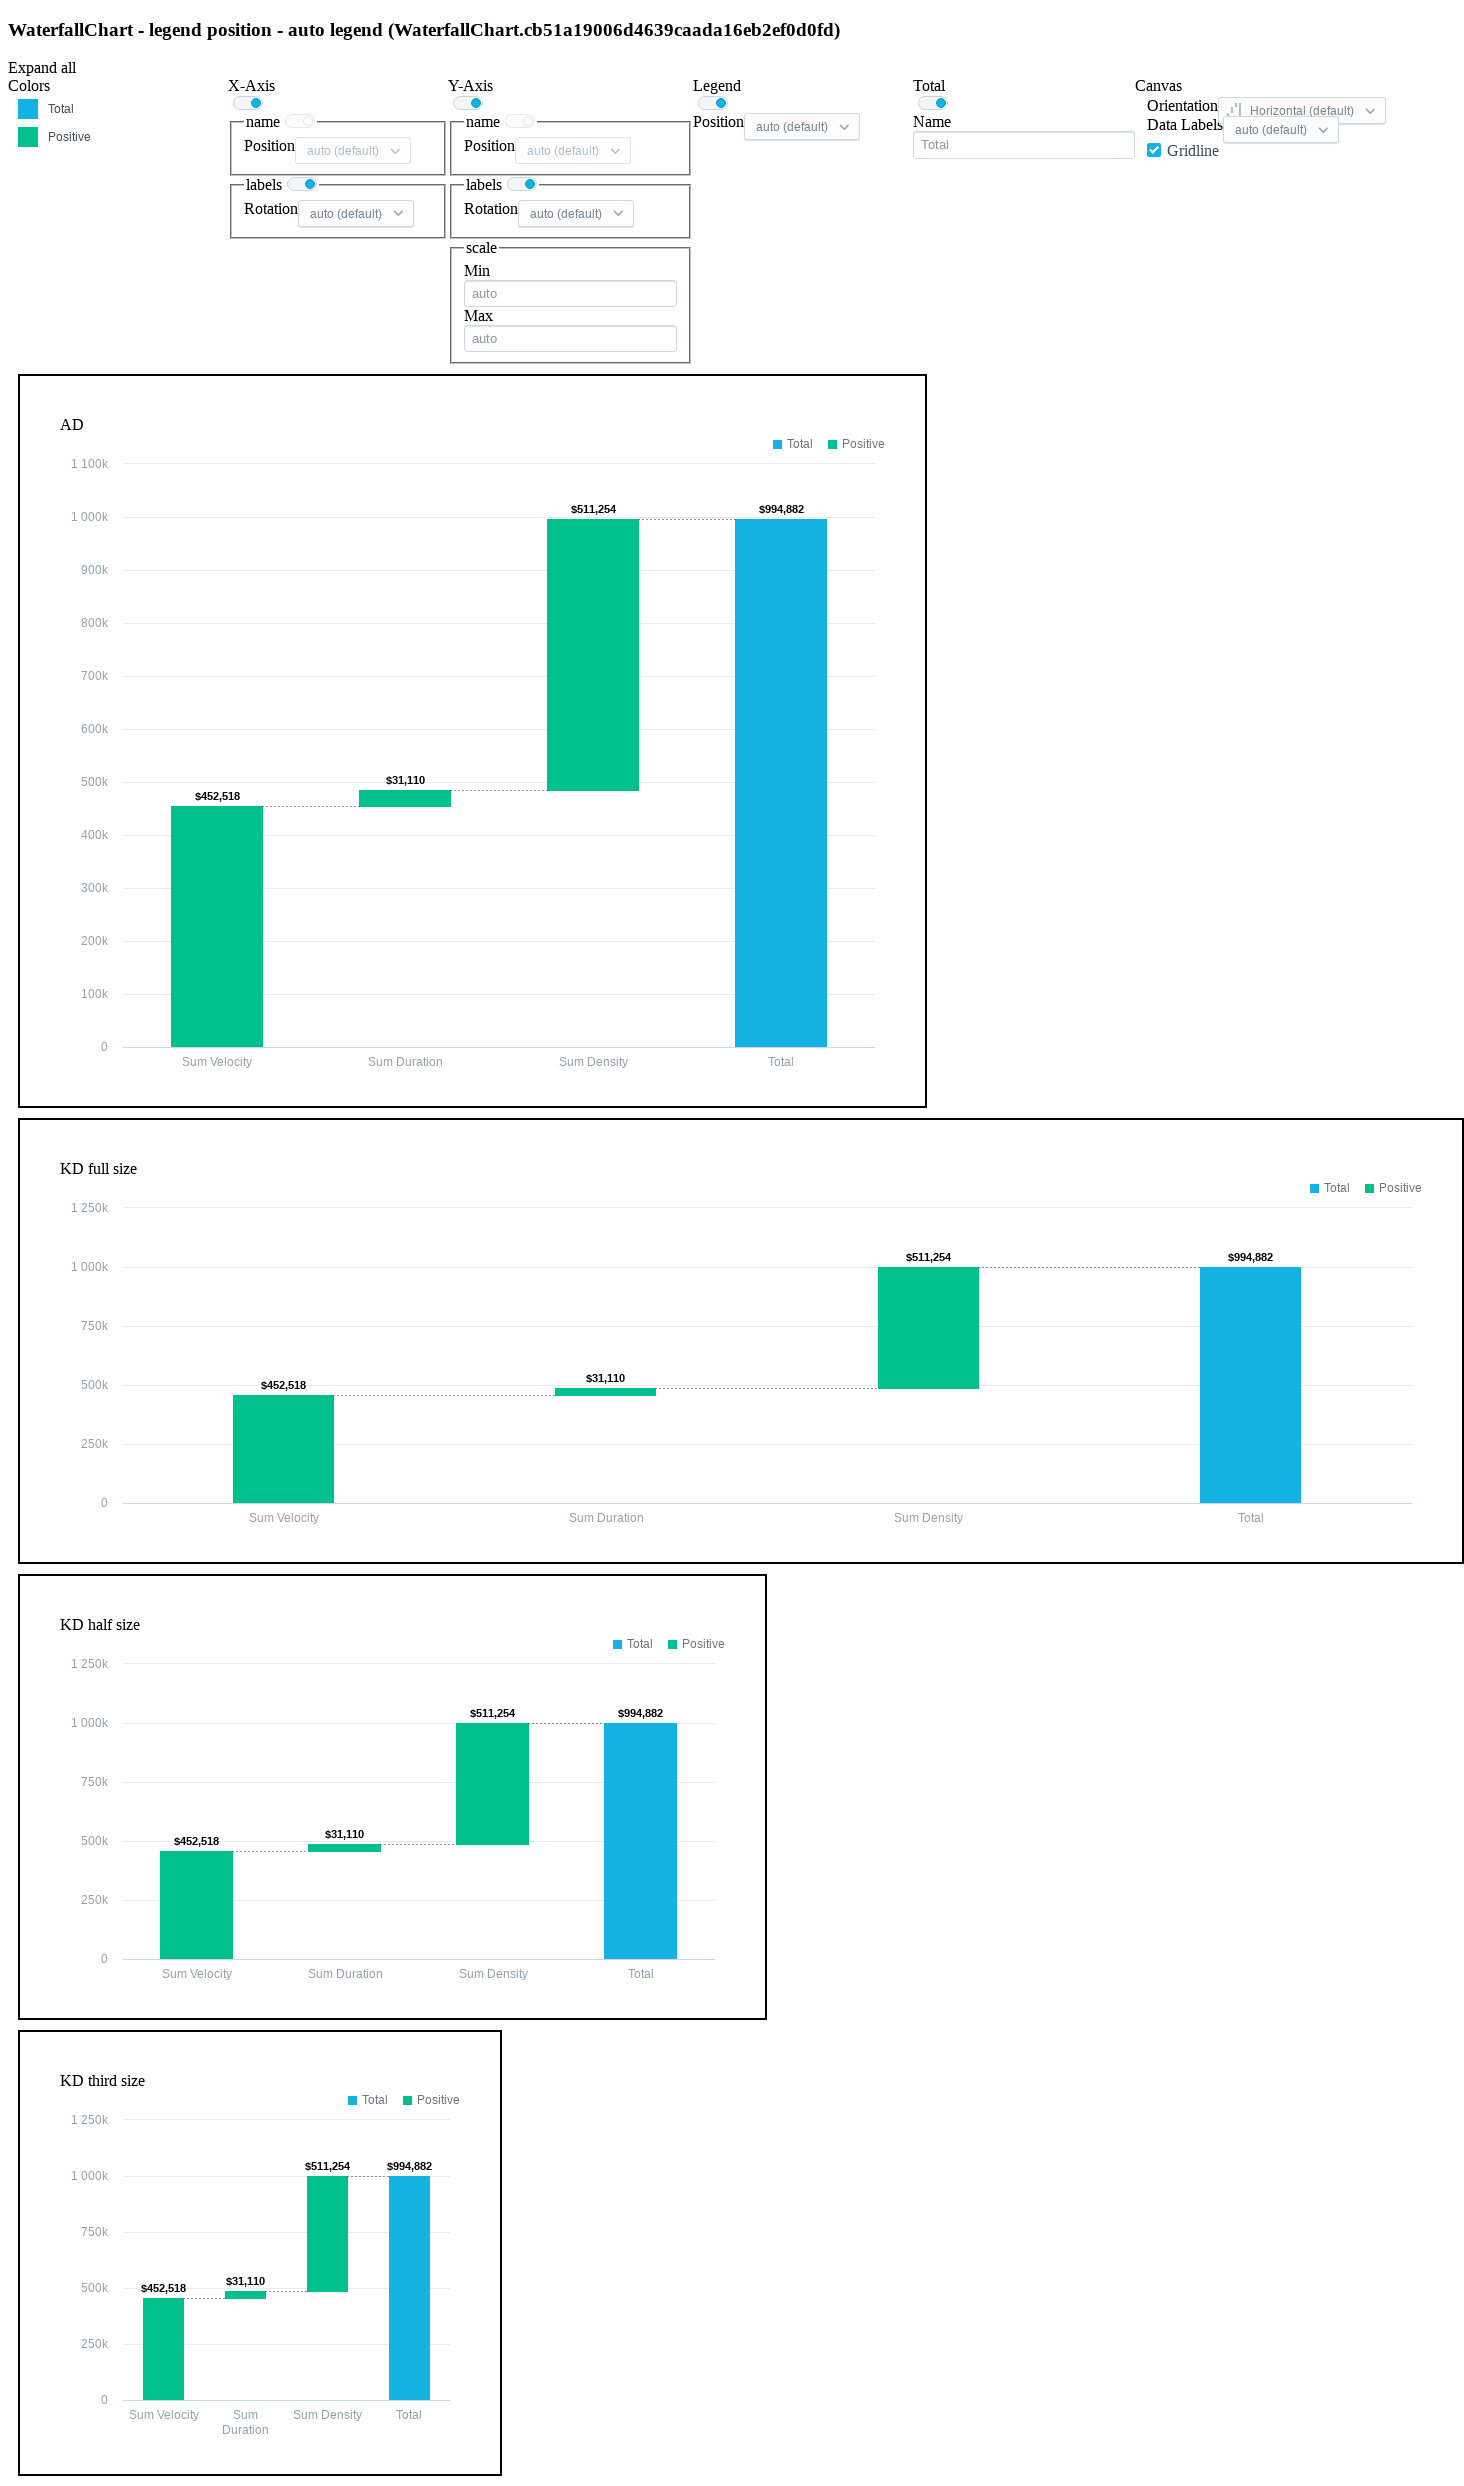 WaterfallChart - legend position - auto legend (WaterfallChart.cb51a19006d4639caada16eb2ef0d0fd)
Expand all
Colors
Total
Positive
X-Axis
name
Position auto (default)
labels
Rotation auto (default)
Y-Axis
name
Position auto (default)
labels
Rotation auto (default)
scale
Min
auto
Max
auto
Legend
Position auto (default)
Total
Name
Total
Canvas
Orientation Horizontal (default)
Data Labels auto (default)
Gridline
AD
Total Positive
1 100k
1 000k
900k
800k
700k
600k
500k
400k
300k
200k
100k
0
$452,518
$31,110
$511,254
$994,882
Sum Velocity Sum Duration Sum Density Total
KD full size
Total Positive
1 250k
1 000k
750k
500k
250k
0
$452,518
$31,110
$511,254
$994,882
Sum Velocity Sum Duration Sum Density Total
KD half size
Total Positive
1 250k
1 000k
750k
500k
250k
0
$452,518
$31,110
$511,254
$994,882
Sum Velocity Sum Duration Sum Density Total
KD third size
Total Positive
1 250k
1 000k
750k
500k
250k
0
$452,518
$31,110
$511,254
$994,882
Sum Velocity
Sum
Duration
Sum Density
Total